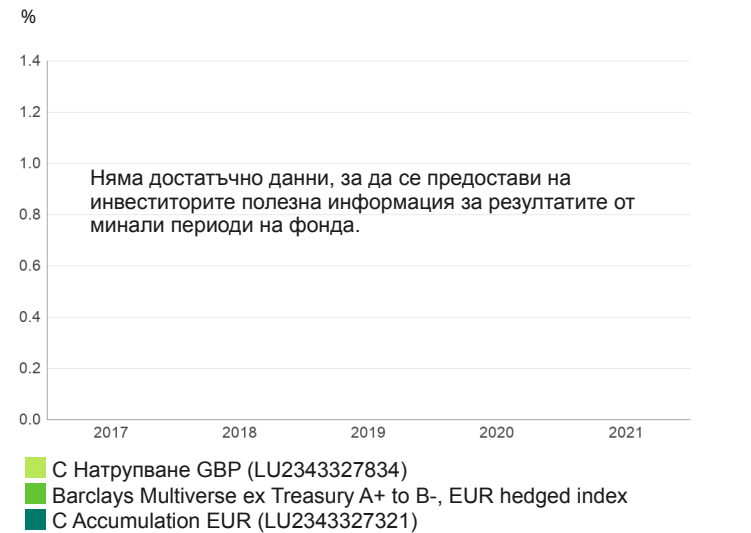 %
1.4
1.2
1.0
Няма достатъчно данни, за да се предостави на
инвеститорите полезна информация за резултатите от
минали периоди на фонда.
0.8
0.6
0.4
0.2
0.0
2017 2018 2019 2020 2021
C Натрупване GBP (LU2343327834)
Barclays Multiverse ex Treasury A+ to B-, EUR hedged index
C Accumulation EUR (LU2343327321)